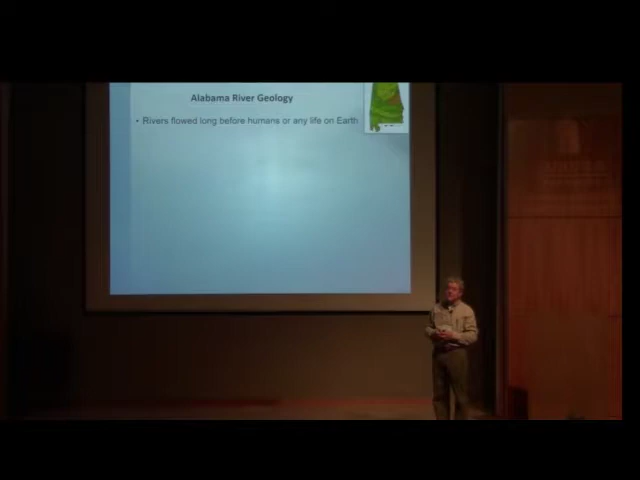 Alabama River Geology
• Rivers flowed long before humans or any life on Earth